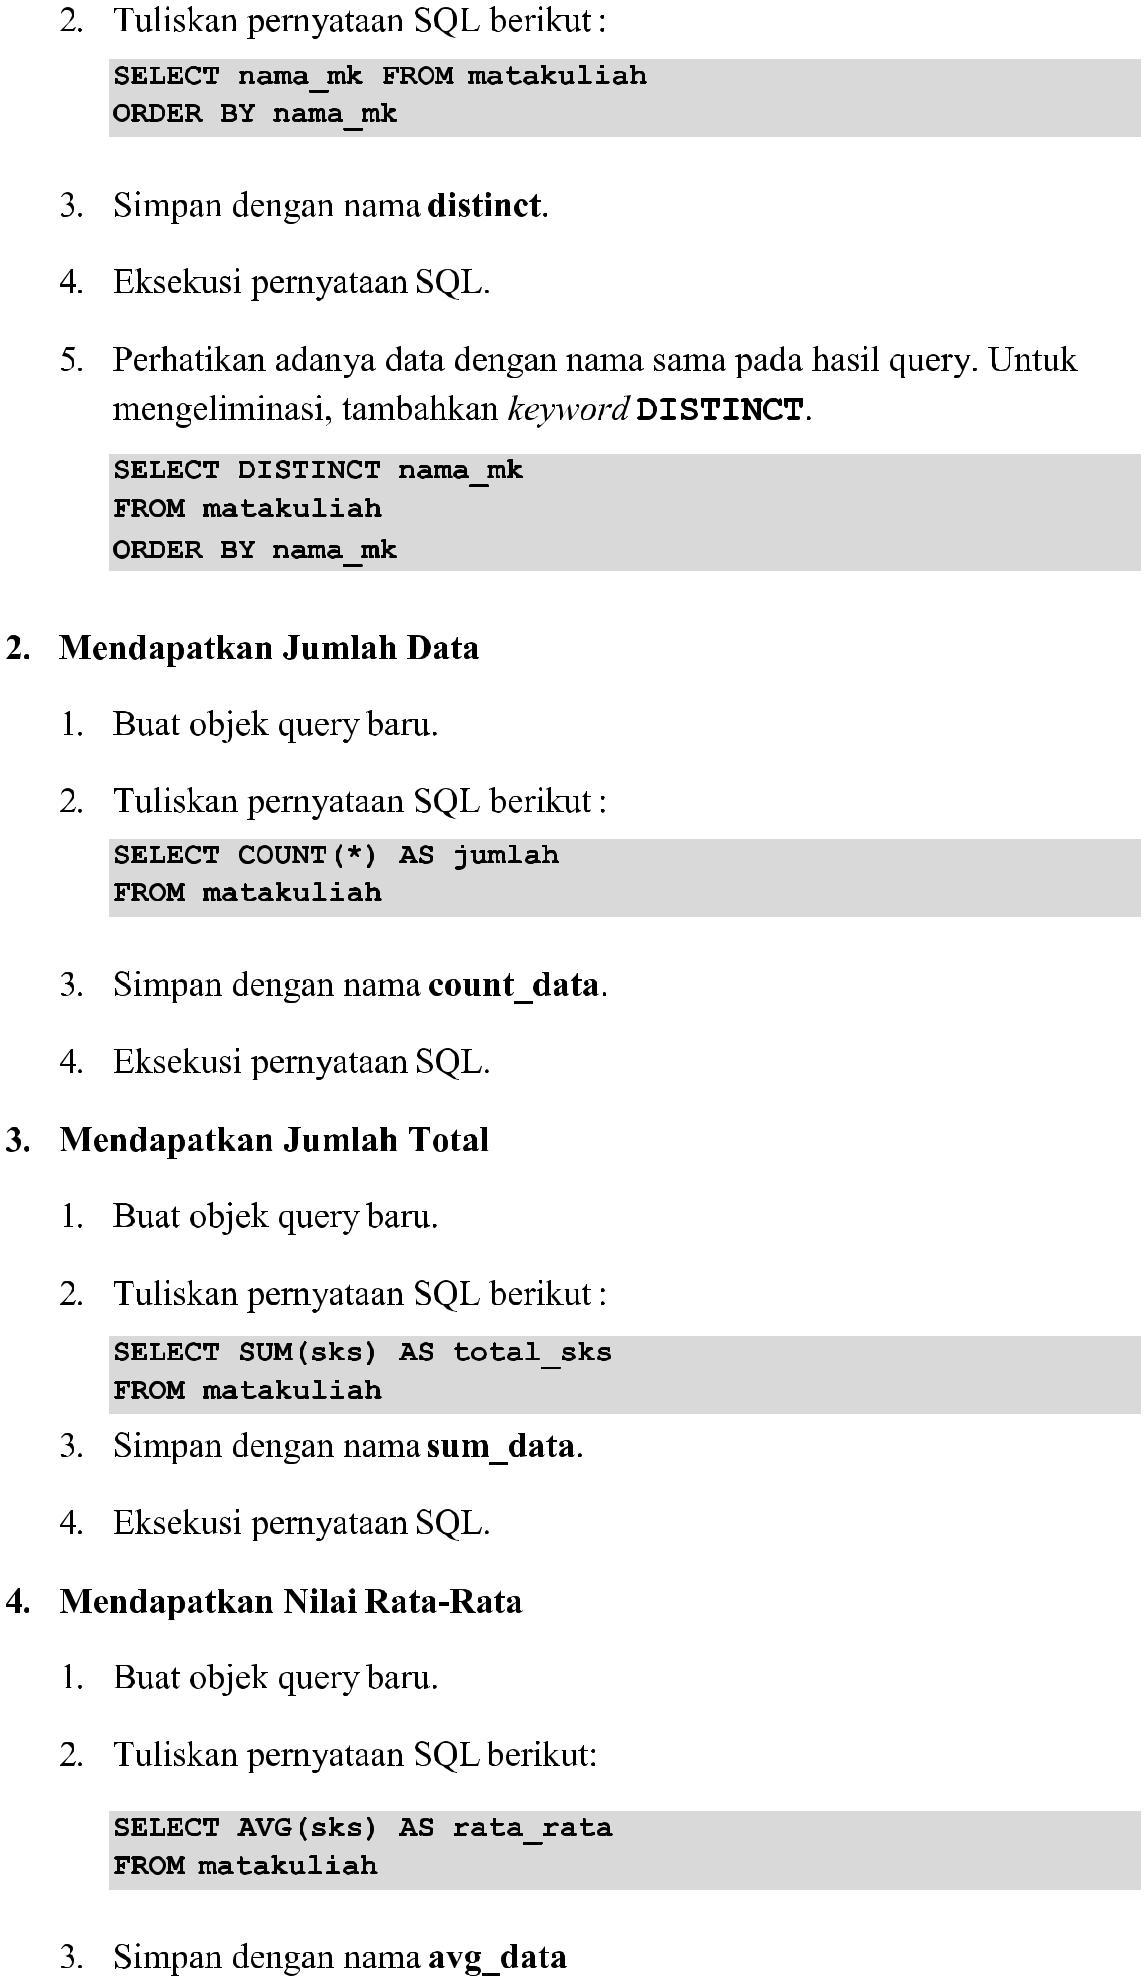 2. Tuliskan pernyataan SQL berikut :
SELECT nama_mk FROM matakuliah
ORDER BY nama_mk
3. Simpan dengan nama distinct.
4. Eksekusi pernyataan SQL.
5. Perhatikan adanya data dengan nama sama pada hasil query. Untuk
mengeliminasi, tambahkan keyword DISTINCT.
SELECT DISTINCT nama_mk
FROM matakuliah
ORDER BY nama_mk
2. Mendapatkan Jumlah Data
1. Buat objek query baru.
2. Tuliskan pernyataan SQL berikut :
SELECT COUNT(*) AS jumlah
FROM matakuliah
3. Simpan dengan nama count_data.
4. Eksekusi pernyataan SQL.
3. Mendapatkan Jumlah Total
1. Buat objek query baru.
2. Tuliskan pernyataan SQL berikut :
SELECT SUM(sks) AS total_sks
FROM matakuliah
3. Simpan dengan nama sum_data.
4. Eksekusi pernyataan SQL.
4. Mendapatkan Nilai Rata-Rata
1. Buat objek query baru.
2. Tuliskan pernyataan SQL berikut:
SELECT AVG(sks) AS rata_rata
FROM matakuliah
3. Simpan dengan nama avg_data